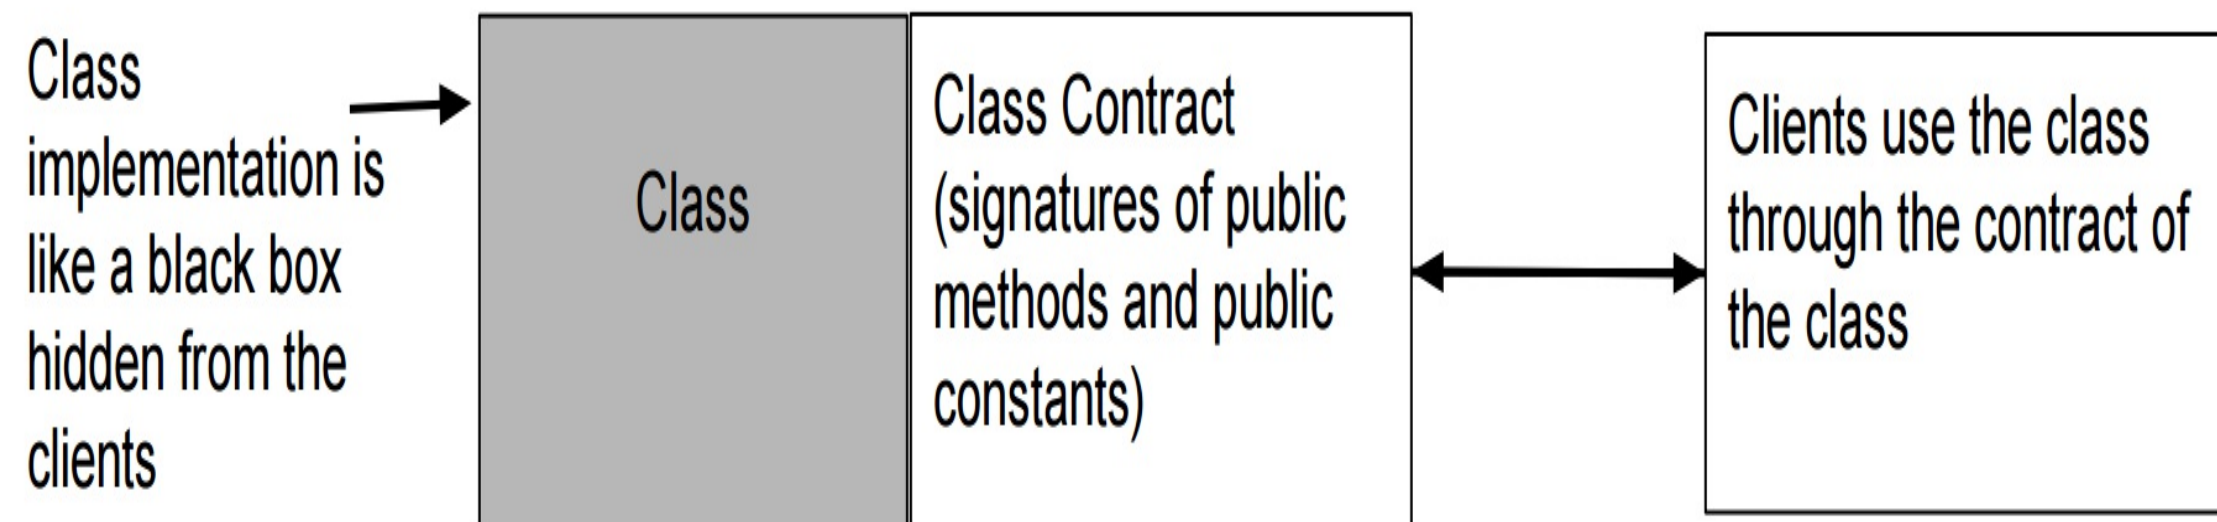 Class
implementation is
like a black box
hidden from the
clients
Class
Class Contract
(signatures of public
methods and public
constants)
Clients use the class
through the contract of
the class